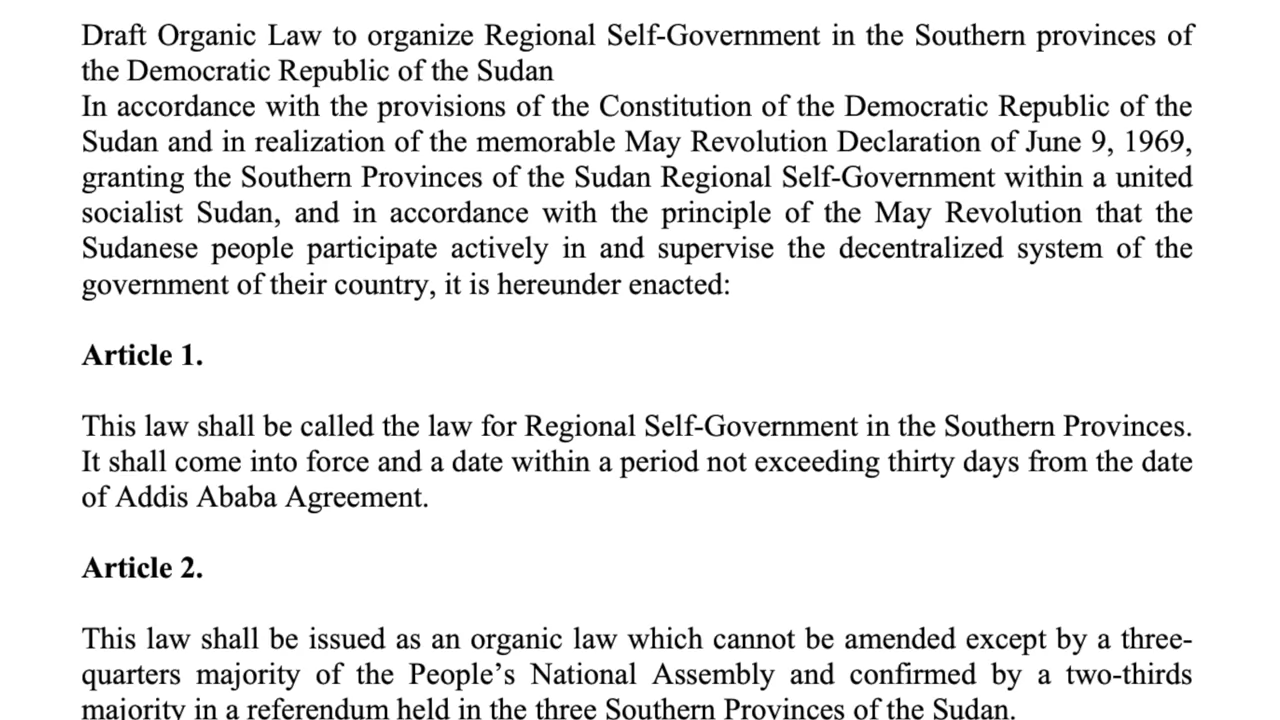 Draft Organic Law to organize Regional Self-Government in the Southern provinces of
the Democratic Republic of the Sudan
In accordance with the provisions of the Constitution of the Democratic Republic of the
Sudan and in realization of the memorable May Revolution Declaration of June 9, 1969,
granting the Southern Provinces of the Sudan Regional Self-Government within a united
socialist Sudan, and in accordance with the principle of the May Revolution that the
Sudanese people participate actively in and supervise the decentralized system of the
government of their country, it is hereunder enacted:
Article 1.
This law shall be called the law for Regional Self-Government in the Southern Provinces.
It shall come into force and a date within a period not exceeding thirty days from the date
of Addis Ababa Agreement.
Article 2.
This law shall be issued as an organic law which cannot be amended except by a three-
quarters majority of the People’s National Assembly and confirmed by a two-thirds
majority in a referendum held in the three Southern Provinces of the Sudan.